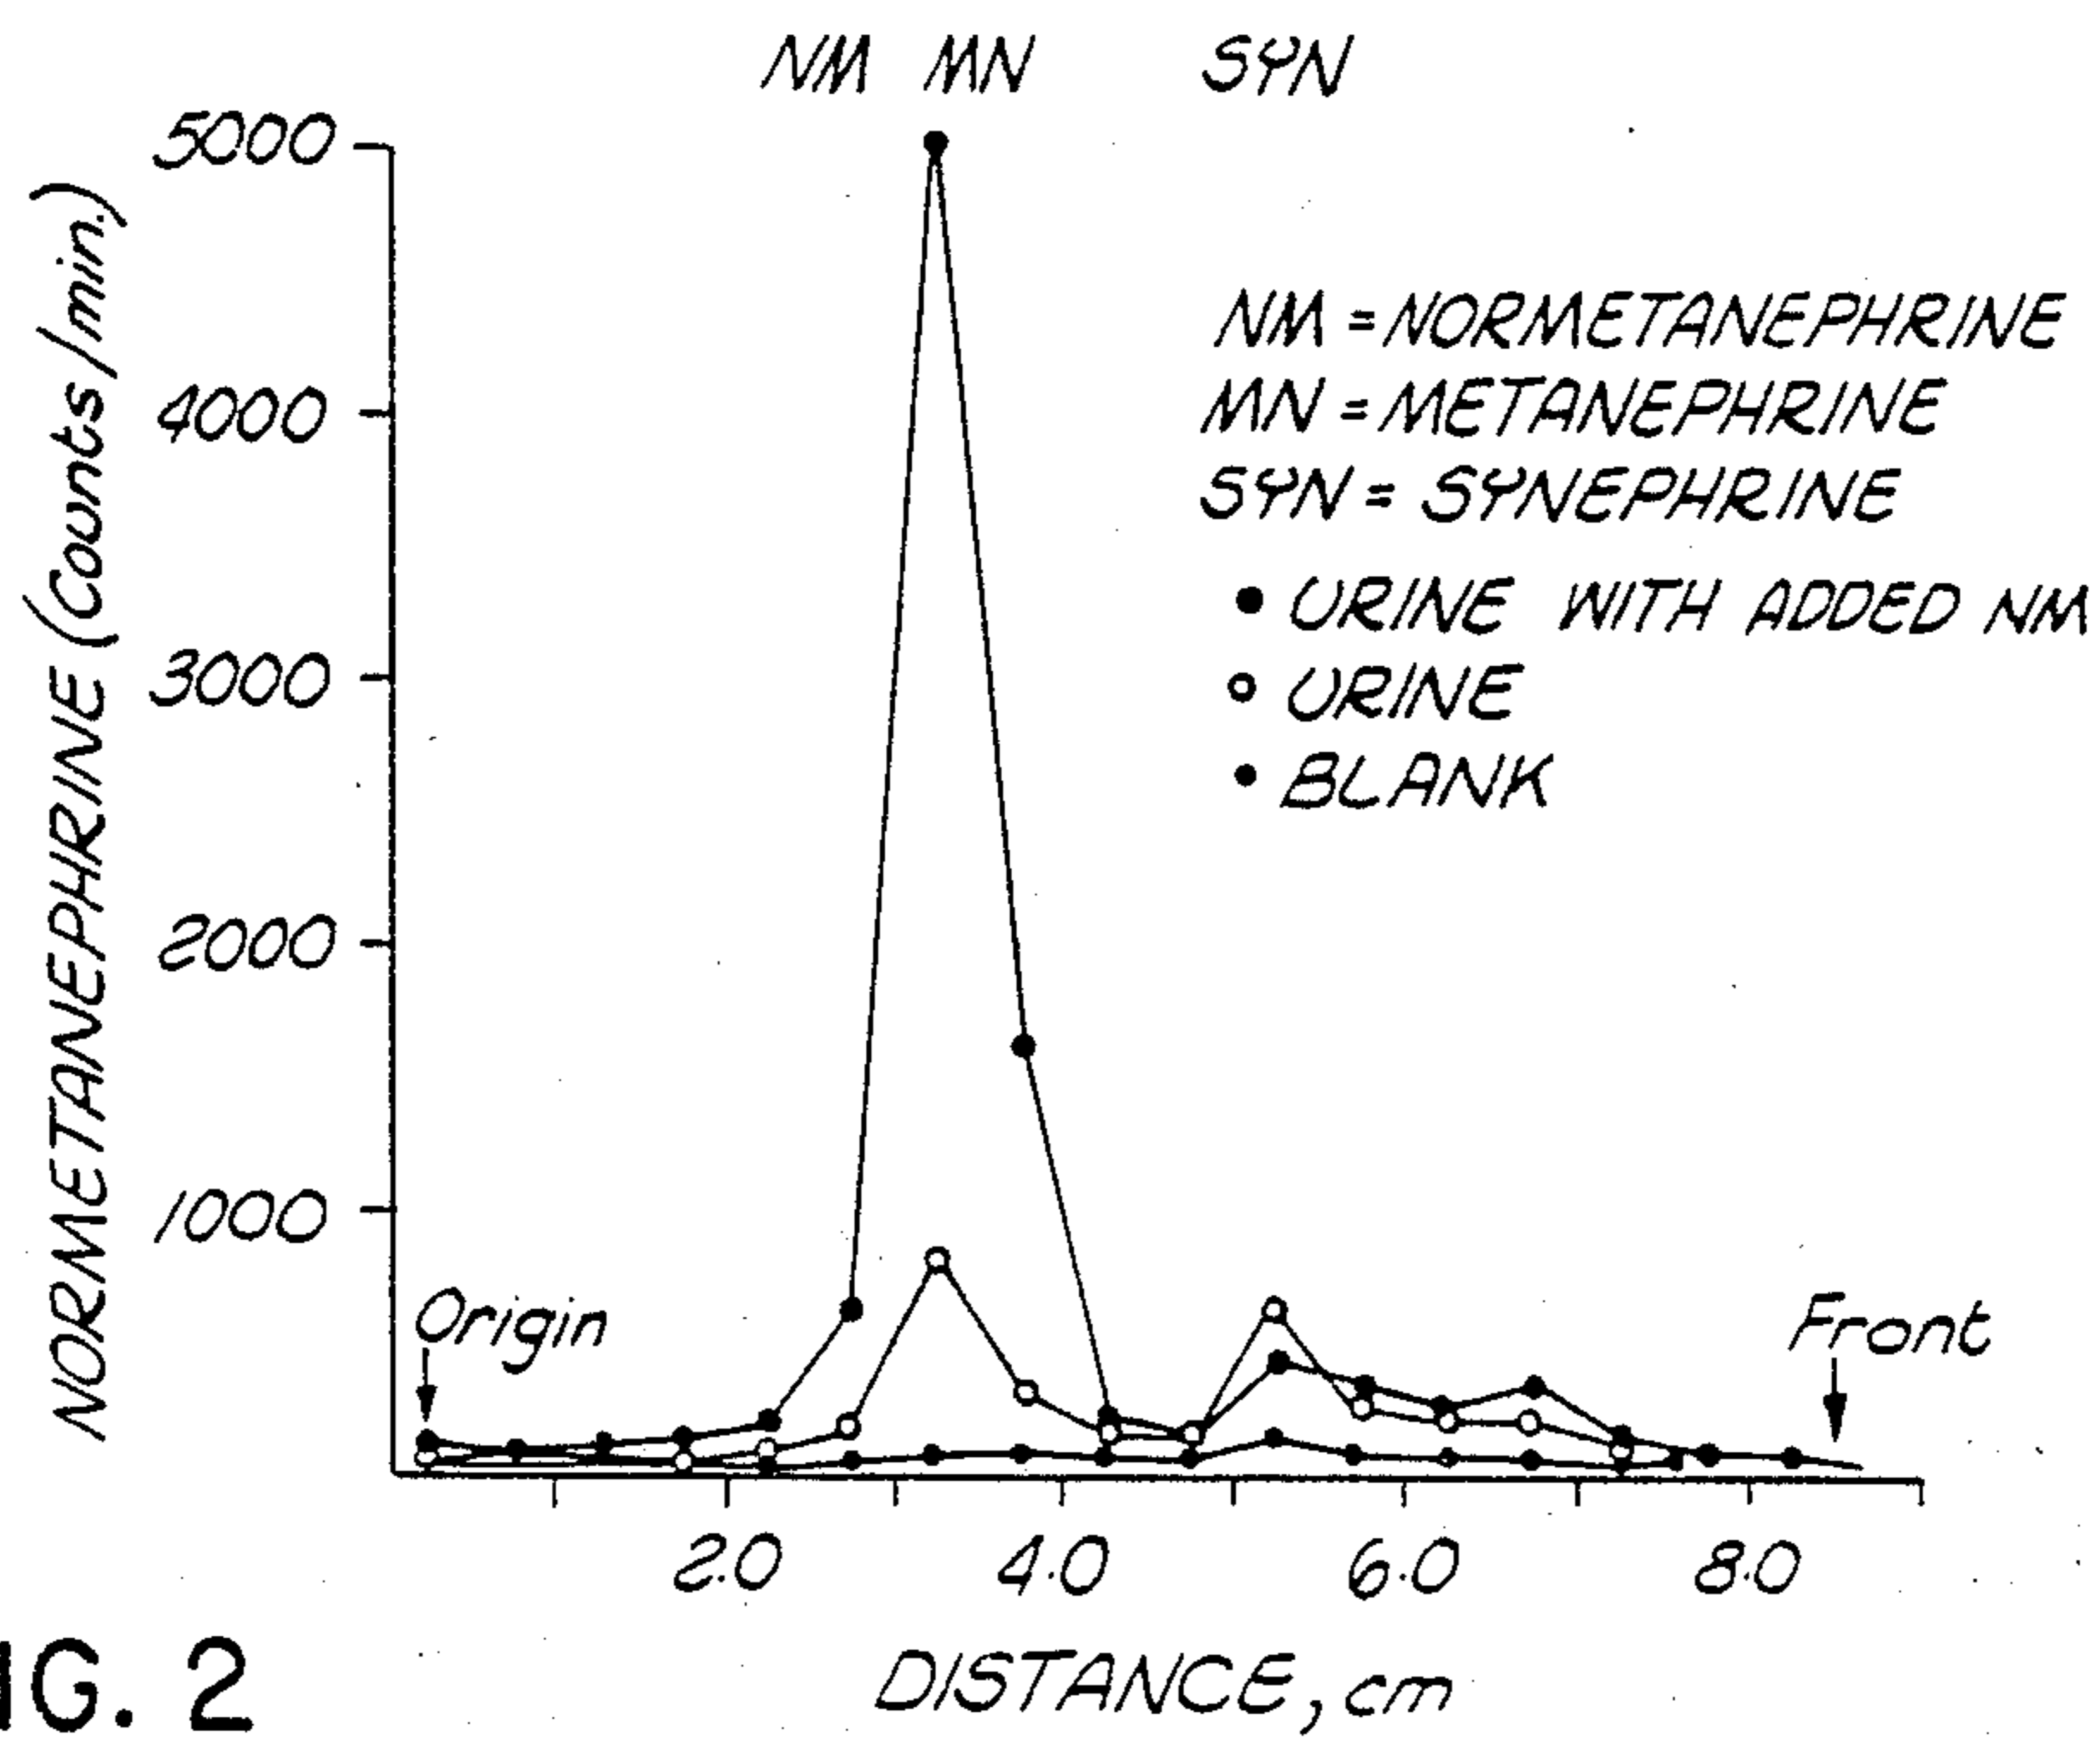 NM MN SYN
5000
4000
3000
2000
1000
NORMETANEPHRINE (Counts/min.)
NM = NORMETANEPHRINE
MN = METANEPHRINE
SYN = SYNEPHRINE
● URINE WITH ADDED NM
○ URINE
● BLANK
Origin
Front
2.0 4.0 6.0 8.0
DISTANCE, cm
IG. 2